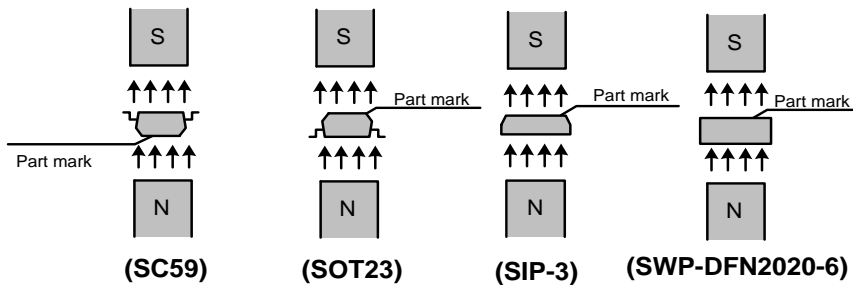 S
S
S
S
Part mark
Part mark
Part mark
Part mark
N
N
N
N
(SC59)
(SOT23)
(SIP-3)
(SWP-DFN2020-6)